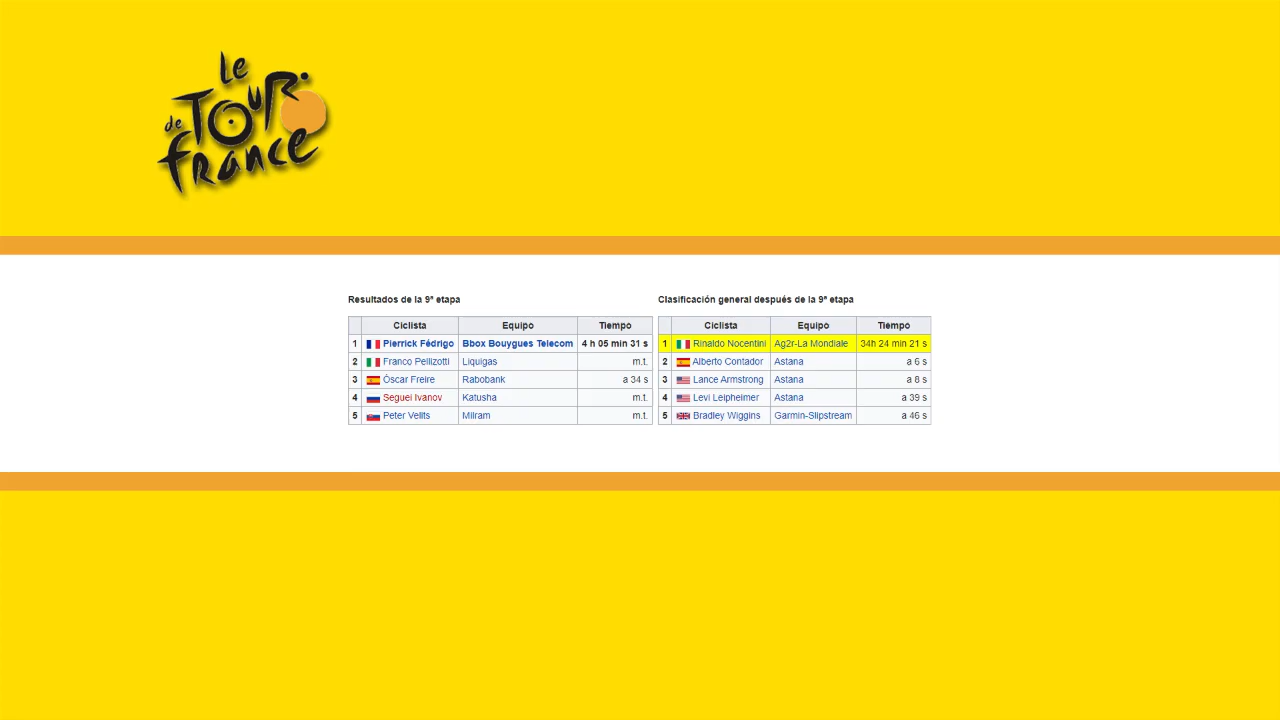 Le
de TOUR
france
Resultados de la 9ª etapa
Ciclista Equipo Tiempo
1 Pierrick Fédrigo Bbox Bouygues Telecom 4 h 05 min 31 s
2 Franco Pellizotti Liquigas m.t.
3 Óscar Freire Rabobank a 34 s
4 Seguei Ivanov Katusha m.t.
5 Peter Velits Milram m.t.
Clasificación general después de la 9ª etapa
Ciclista Equipo Tiempo
1 Rinaldo Nocentini Ag2r-La Mondiale 34h 24 min 21 s
2 Alberto Contador Astana a 6 s
3 Lance Armstrong Astana a 8 s
4 Levi Leipheimer Astana a 39 s
5 Bradley Wiggins Garmin-Slipstream a 46 s